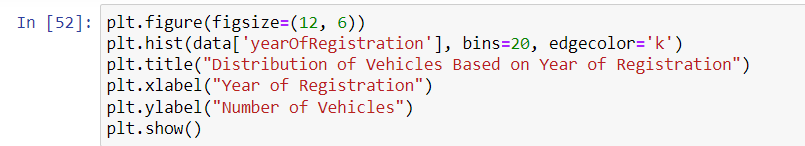 In [52]: plt.figure(figsize=(12, 6))
plt.hist(data['yearOfRegistration'], bins=20, edgecolor='k')
plt.title("Distribution of Vehicles Based on Year of Registration")
plt.xlabel("Year of Registration")
plt.ylabel("Number of Vehicles")
plt.show()